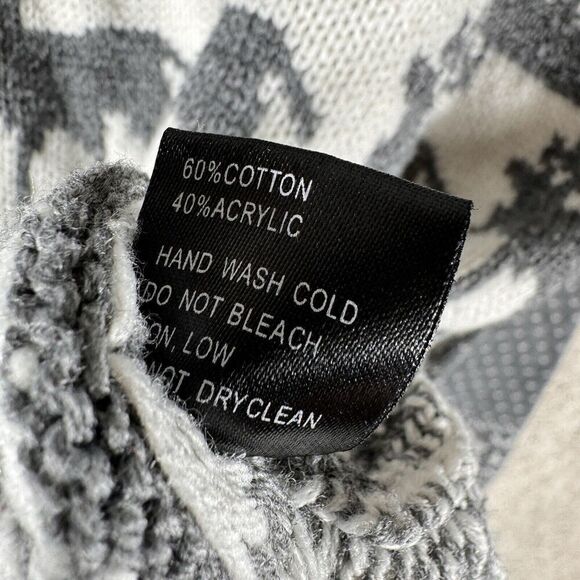 60%COTTON
40%ACRYLIC
HAND WASH COLD
DO NOT BLEACH
LOW
NOT DRYCLEAN